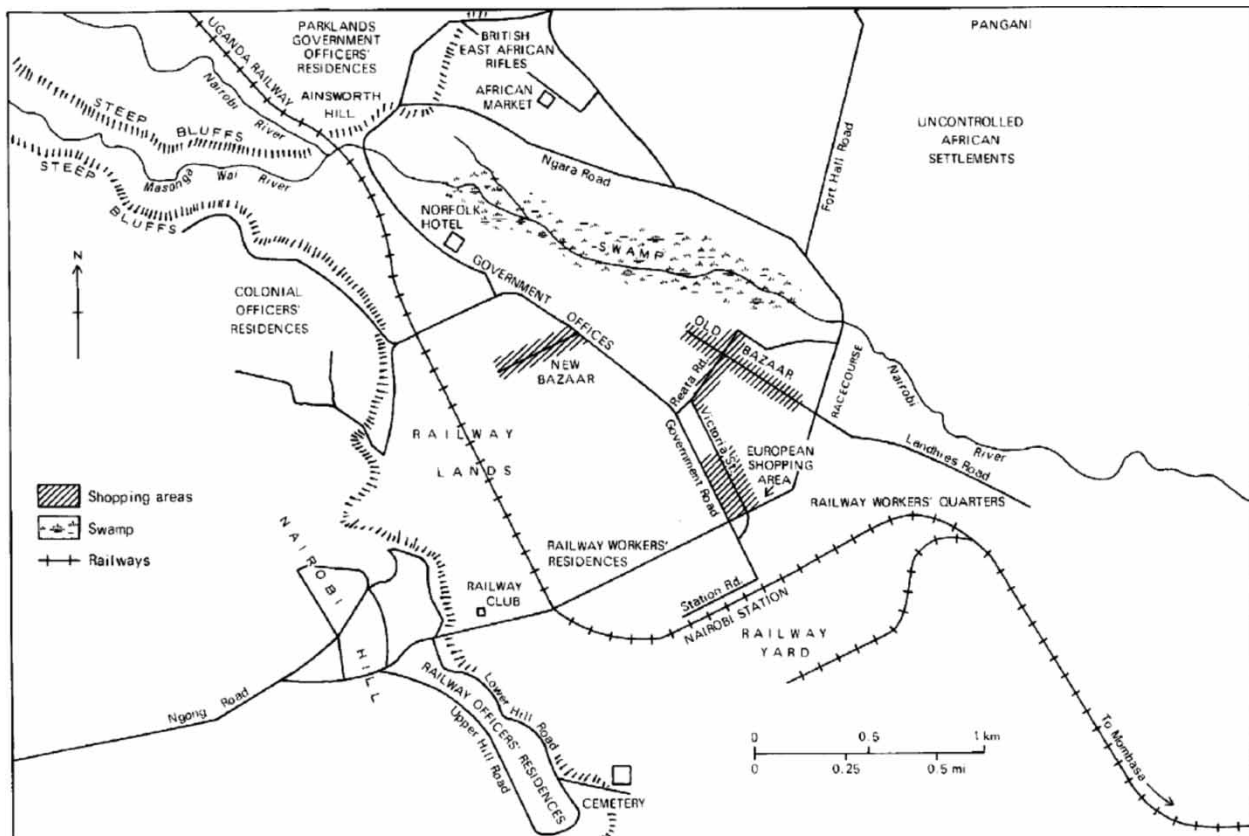 PARKLANDS
GOVERNMENT
OFFICERS'
RESIDENCES
BRITISH
EAST AFRICAN
RIFLES
PANGANI
UGANDA RAILWAY
Nairobi
River
AINSWORTH
HILL
AFRICAN
MARKET
UNCONTROLLED
AFRICAN
SETTLEMENTS
STEEP
BLUFFS
STEEP
BLUFFS
Masonga Wai River
Ngara Road
Fort Hall Road
NORFOLK
HOTEL
SWAMP
N
COLONIAL
OFFICERS'
RESIDENCES
GOVERNMENT
OFFICES
NEW
BAZAAR
OLD
BAZAAR
Reata Rd.
RACECOURSE
Nairobi
River
Victoria St.
Government Road
EUROPEAN
SHOPPING
AREA
Landhies Road
RAILWAY
LANDS
RAILWAY WORKERS' QUARTERS
Shopping areas
Swamp
Railways
RAILWAY WORKERS'
RESIDENCES
NAIROBI
HILL
RAILWAY
CLUB
Station Rd.
NAIROBI STATION
RAILWAY
YARD
Ngong Road
Lower Hill Road
RAILWAY OFFICERS' RESIDENCES
Upper Hill Road
CEMETERY
To Mombasa
0 0.5 1 km
0 0.25 0.5 mi